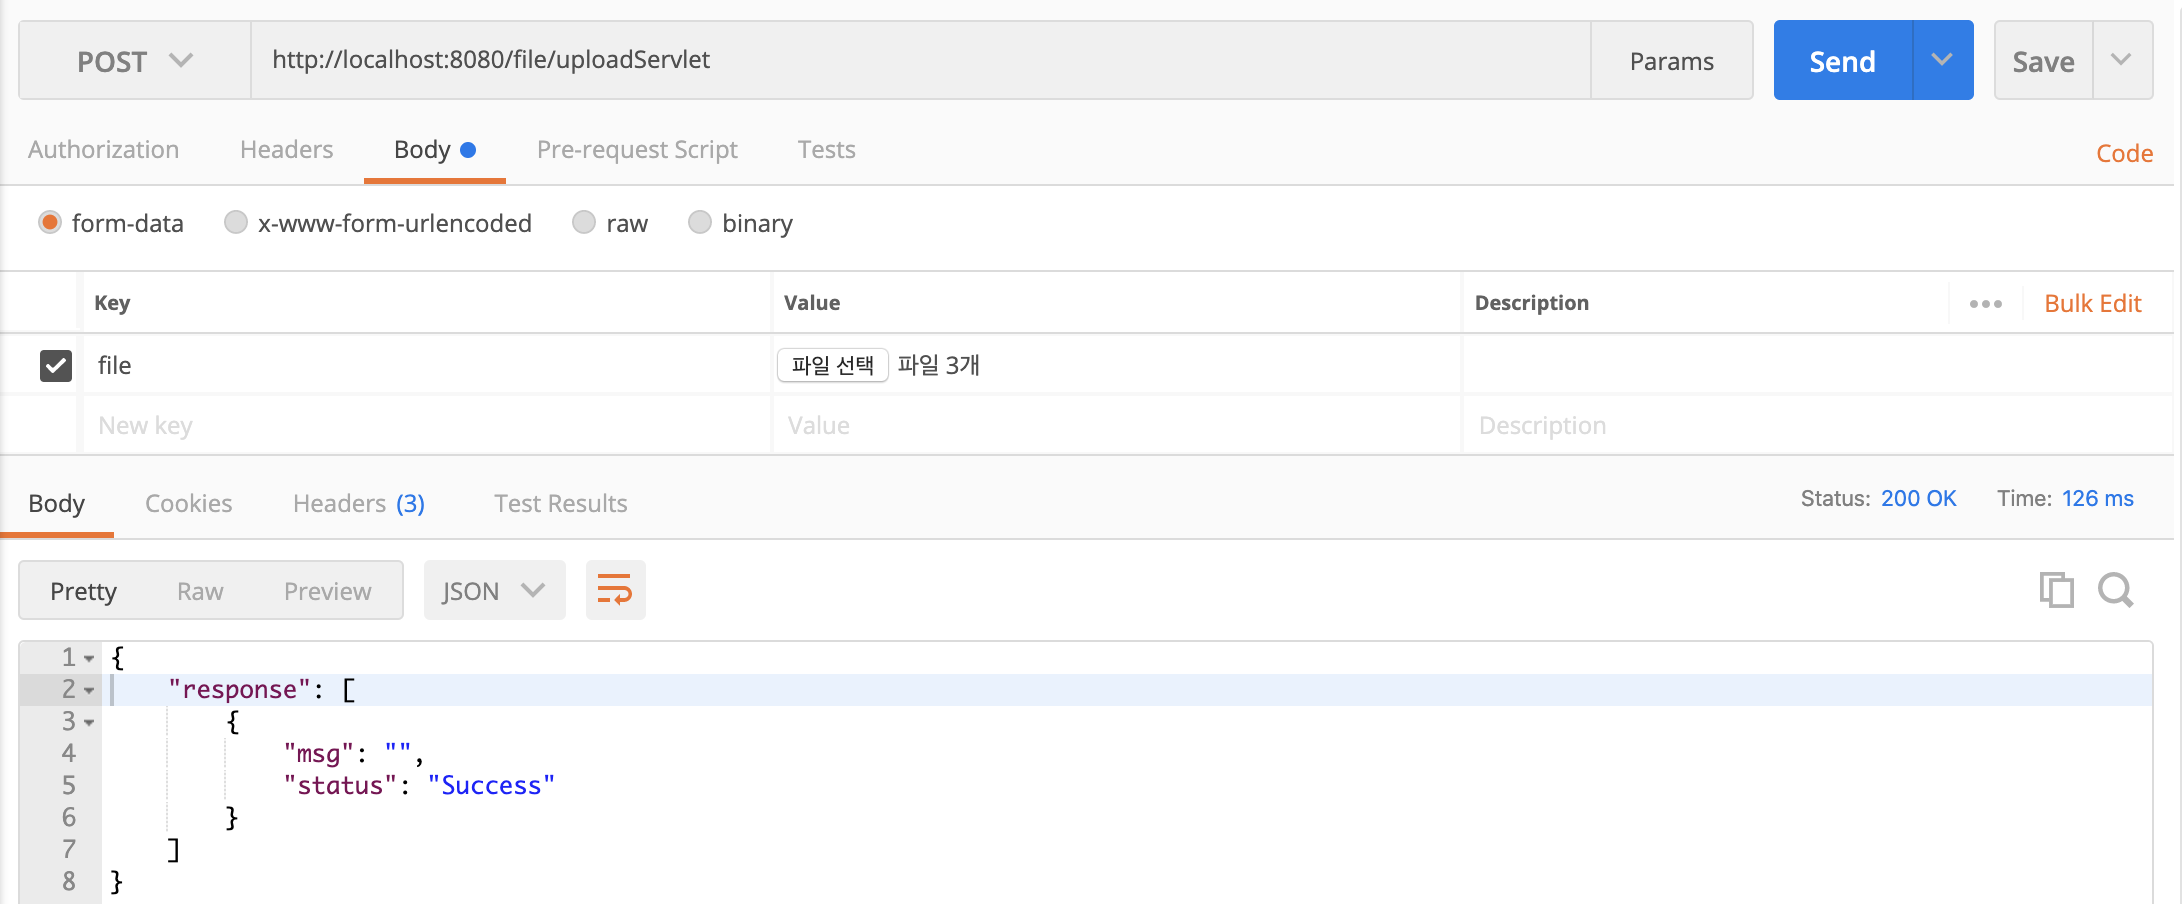 POST http://localhost:8080/file/uploadServlet Params Send Save
Authorization Headers Body Pre-request Script Tests Code
form-data x-www-form-urlencoded raw binary
Key Value Description ••• Bulk Edit
file 파일 선택 파일 3개
New key Value Description
Body Cookies Headers (3) Test Results Status: 200 OK Time: 126 ms
Pretty Raw Preview JSON
1 {
2 "response": [
3 {
4 "msg": "",
5 "status": "Success"
6 }
7 ]
8 }